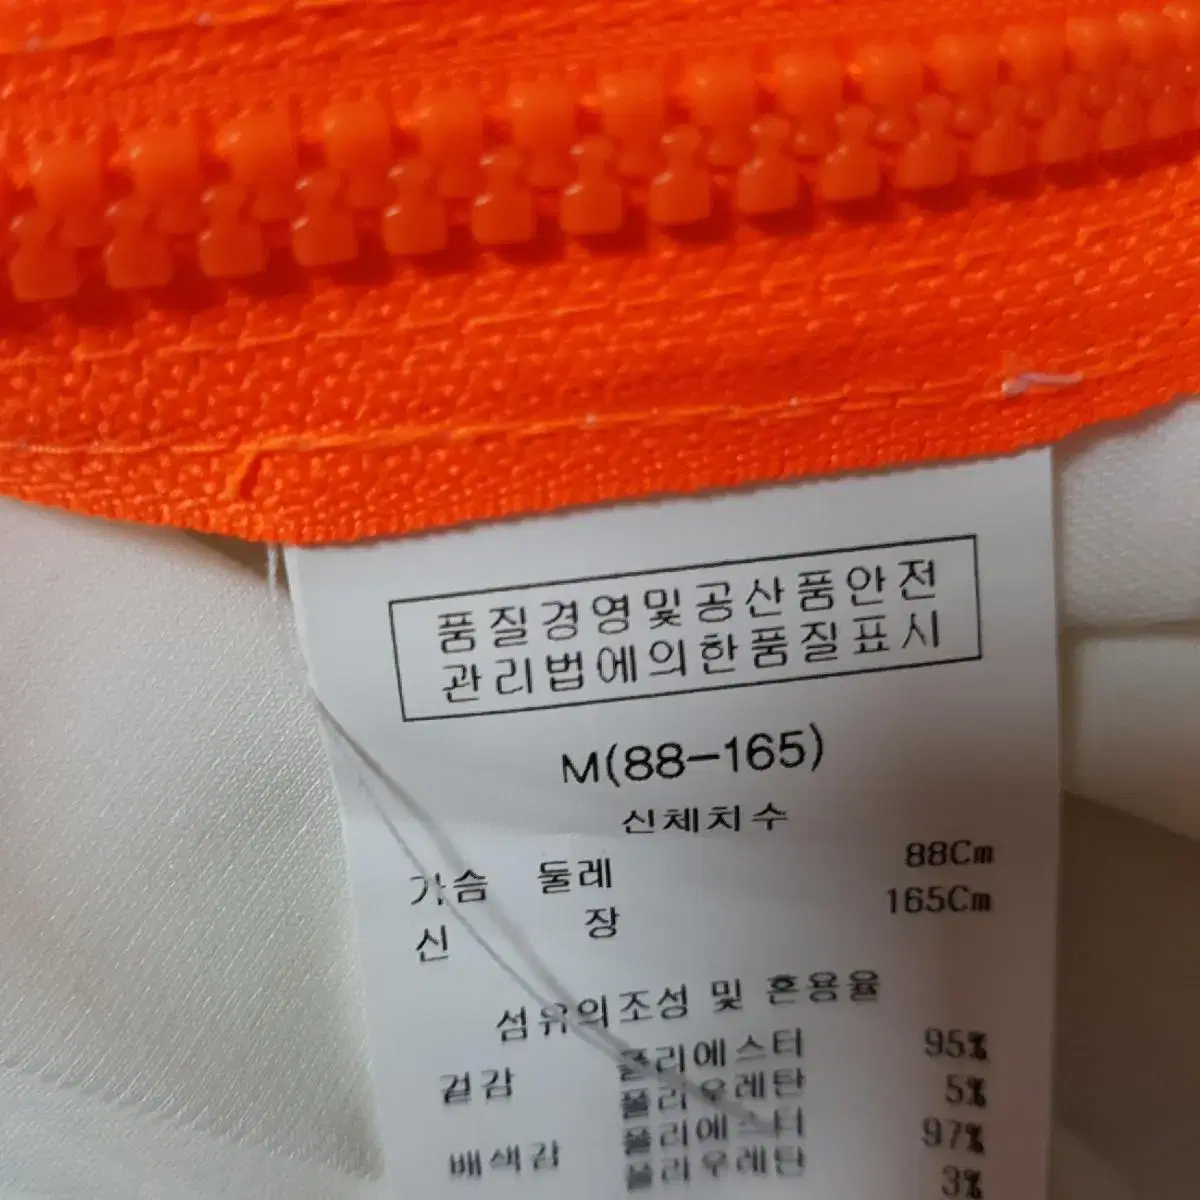 품질경영및공산품안전
관리법에의한품질표시
M(88-165)
신체치수
가슴 둘레 88Cm
신 장 165Cm
섬유의조성 및 혼용율
겉감 폴리에스터 95%
폴리우레탄 5%
배색감 폴리에스터 97%
폴리우레탄 3%